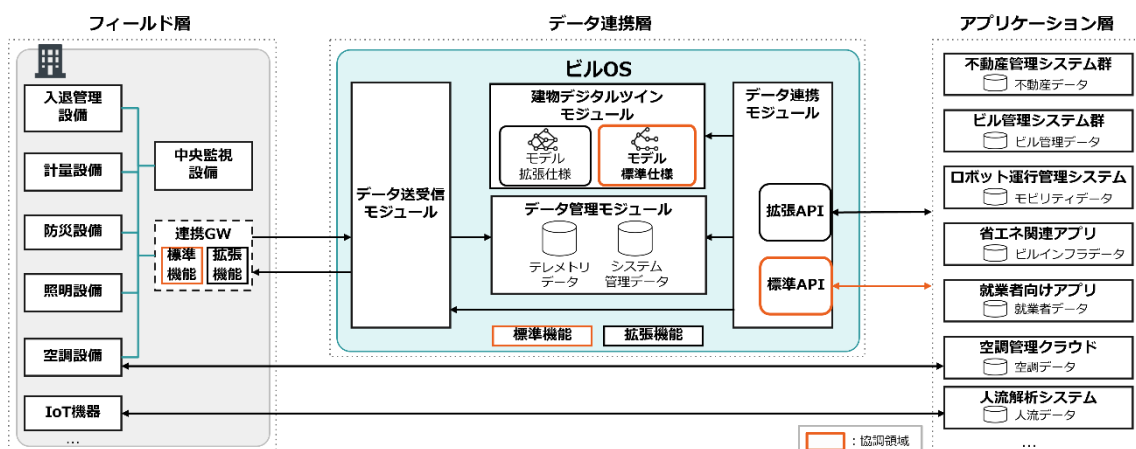 フィールド層
入退管理
設備
計量設備
防災設備
照明設備
空調設備
IoT機器
…
中央監視
設備
連携GW
標準
機能
拡張
機能
データ連携層
ビルOS
データ送受信
モジュール
建物デジタルツイン
モジュール
モデル
拡張仕様
モデル
標準仕様
データ管理モジュール
テレメトリ
データ
システム
管理データ
データ連携
モジュール
拡張API
標準API
標準機能
拡張機能
アプリケーション層
不動産管理システム群
不動産データ
ビル管理システム群
ビル管理データ
ロボット運行管理システム
モビリティデータ
省エネ関連アプリ
ビルインフラデータ
就業者向けアプリ
就業者データ
空調管理クラウド
空調データ
人流解析システム
人流データ
…
：協調領域